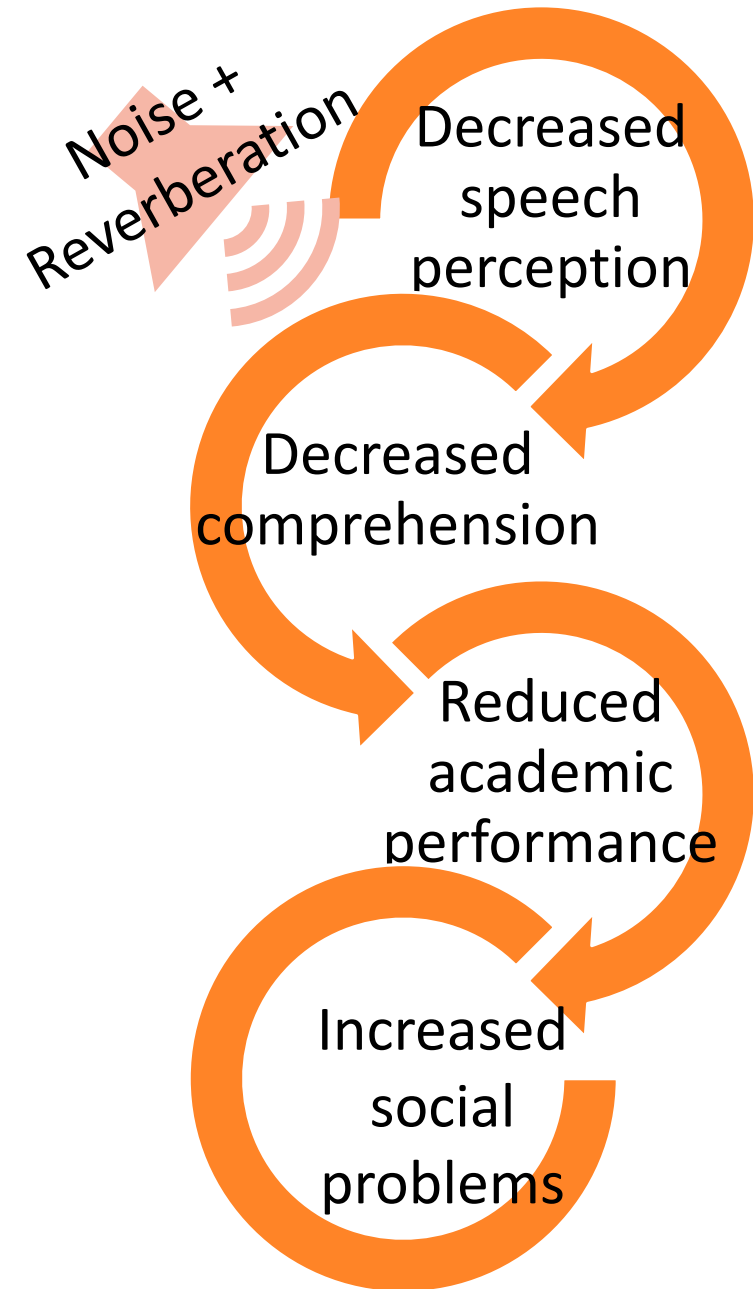 Noise +
Reverberation
Decreased
speech
perception
Decreased
comprehension
Reduced
academic
performance
Increased
social
problems